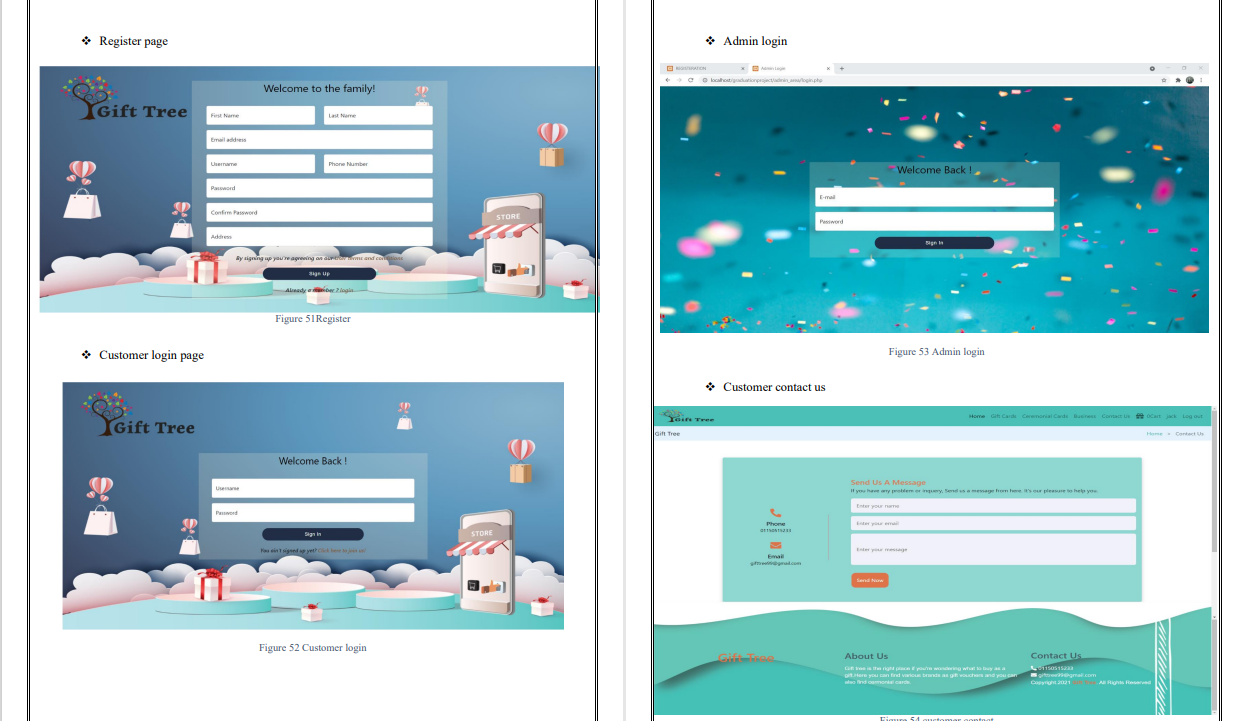 ❖ Register page
Gift Tree
Welcome to the family!
First Name
Last Name
Email address
Username
Phone Number
Password
Confirm Password
Address
STORE
By signing up you're agreeing on our terms and conditions
Sign Up
Already a member ? login
Figure 51Register
❖ Customer login page
Gift Tree
Welcome Back !
Username
Password
Sign In
You ain't signed up yet? Click here to join us!
STORE
Figure 52 Customer login
❖ Admin login
REGISTERATION
Admin Login
localhost/graduationproject/admin_area/login.php
Welcome Back !
E-mail
Password
Sign In
Figure 53 Admin login
❖ Customer contact us
Gift Tree
Home Gift Cards Ceremonial Cards Business Contact Us 0Cart jack Log out
Gift Tree
Home > Contact Us
Send Us A Message
If you have any problem or inquery, Send us a message from here. It's our pleasure to help you.
Phone
01150515233
Email
gifttree99@gmail.com
Enter your name
Enter your email
Enter your message
Send Now
Gift Tree
About Us
Gift tree is the right place if you're wondering what to buy as a
gift.Here you can find various brands as gift vouchers and you can
also find cermonial cards.
Contact Us
01150515233
gifttree99@gmail.com
Copyright 2021 All Rights Reserved
Figure 54 customer contact